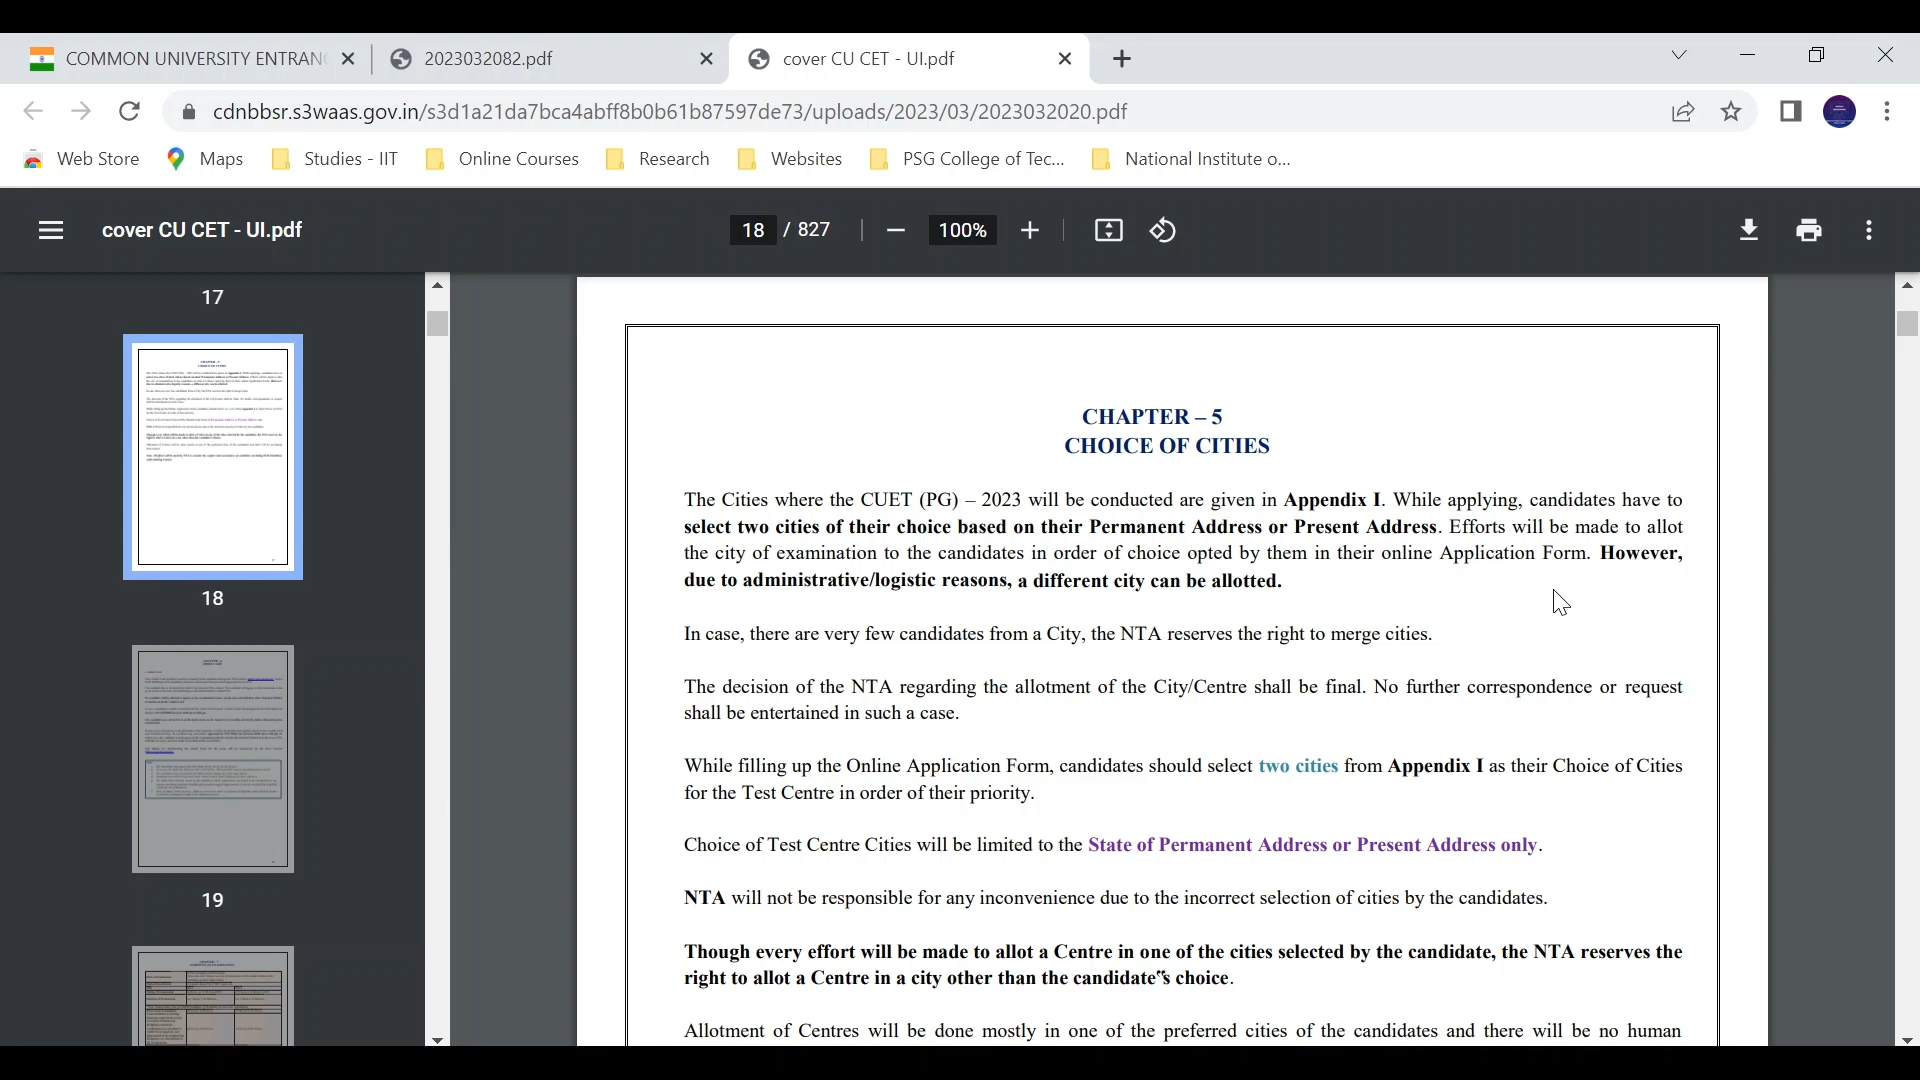 COMMON UNIVERSITY ENTRAN
2023032082.pdf
cover CU CET - UI.pdf
cdnbbsr.s3waas.gov.in/s3d1a21da7bca4abff8b0b61b87597de73/uploads/2023/03/2023032020.pdf
Web Store
Maps
Studies - IIT
Online Courses
Research
Websites
PSG College of Tec...
National Institute o...
cover CU CET - UI.pdf
18 / 827
100%
17
18
19
CHAPTER – 5
CHOICE OF CITIES
The Cities where the CUET (PG) – 2023 will be conducted are given in Appendix I. While applying, candidates have to
select two cities of their choice based on their Permanent Address or Present Address. Efforts will be made to allot
the city of examination to the candidates in order of choice opted by them in their online Application Form. However,
due to administrative/logistic reasons, a different city can be allotted.
In case, there are very few candidates from a City, the NTA reserves the right to merge cities.
The decision of the NTA regarding the allotment of the City/Centre shall be final. No further correspondence or request
shall be entertained in such a case.
While filling up the Online Application Form, candidates should select two cities from Appendix I as their Choice of Cities
for the Test Centre in order of their priority.
Choice of Test Centre Cities will be limited to the State of Permanent Address or Present Address only.
NTA will not be responsible for any inconvenience due to the incorrect selection of cities by the candidates.
Though every effort will be made to allot a Centre in one of the cities selected by the candidate, the NTA reserves the
right to allot a Centre in a city other than the candidate‟s choice.
Allotment of Centres will be done mostly in one of the preferred cities of the candidates and there will be no human